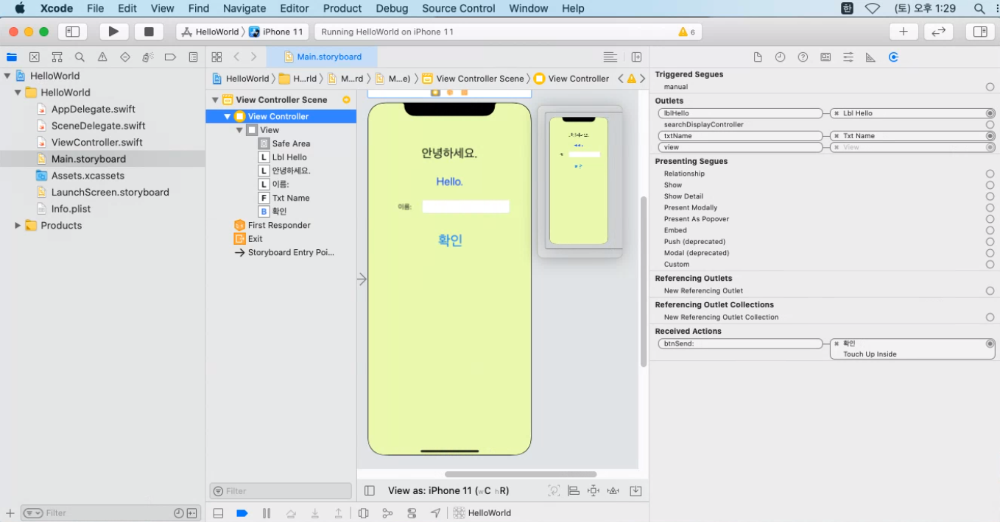 Xcode File Edit View Find Navigate Editor Product Debug Source Control Window Help 한 (토) 오후 1:29
HelloWorld iPhone 11 Running HelloWorld on iPhone 11 6
Main.storyboard
HelloWorld
HelloWorld
AppDelegate.swift
SceneDelegate.swift
ViewController.swift
Main.storyboard
Assets.xcassets
LaunchScreen.storyboard
Info.plist
Products
Filter
HelloWorld H...rld M...rd M...e) View Controller Scene View Controller
View Controller Scene
View Controller
View
Safe Area
L Lbl Hello
L 안녕하세요.
L 이름:
F Txt Name
B 확인
First Responder
Exit
Storyboard Entry Poi...
Filter
안녕하세요.
Hello.
이름:
확인
View as: iPhone 11 (wC hR)
HelloWorld
Triggered Segues
manual
Outlets
lblHello Lbl Hello
searchDisplayController
txtName Txt Name
view View
Presenting Segues
Relationship
Show
Show Detail
Present Modally
Present As Popover
Embed
Push (deprecated)
Modal (deprecated)
Custom
Referencing Outlets
New Referencing Outlet
Referencing Outlet Collections
New Referencing Outlet Collection
Received Actions
btnSend: 확인
Touch Up Inside